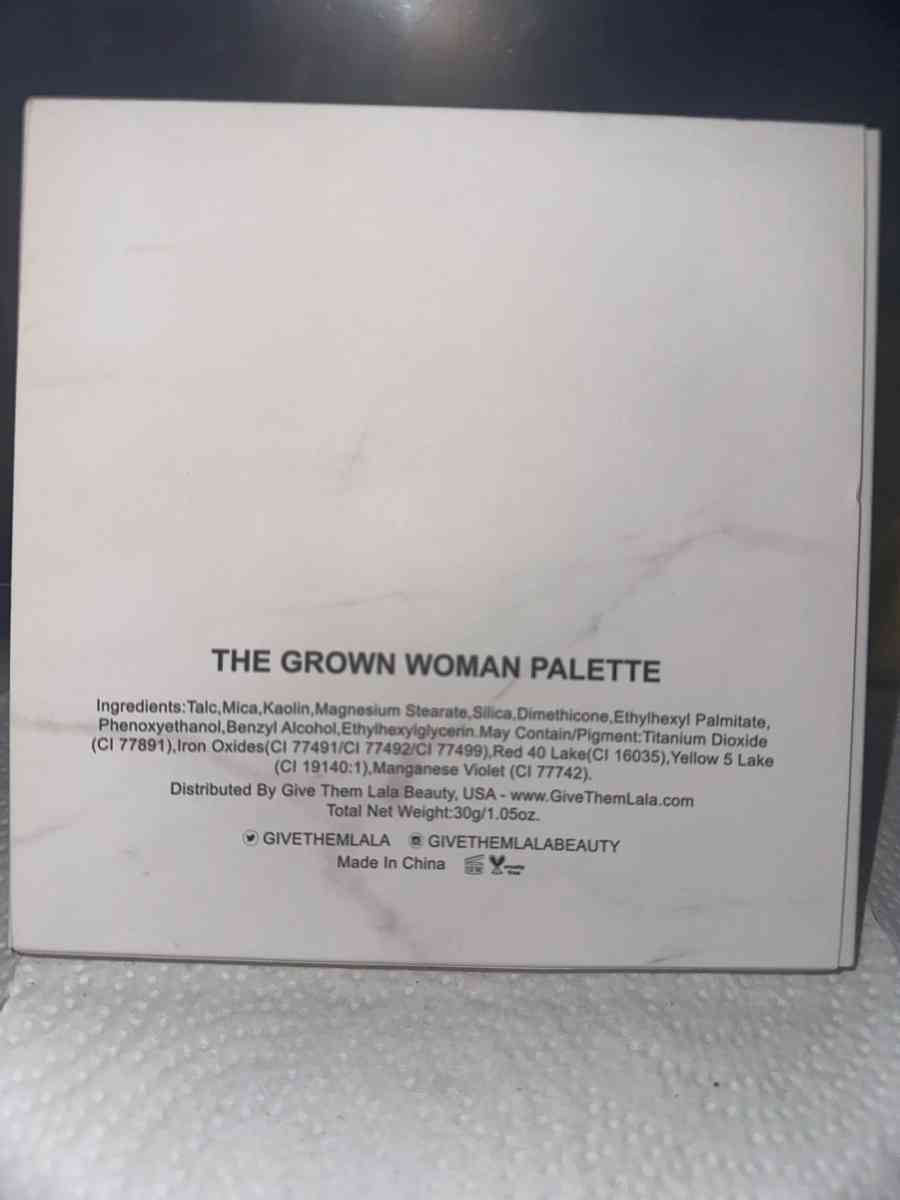 THE GROWN WOMAN PALETTE
Ingredients:Talc,Mica,Kaolin,Magnesium Stearate,Silica,Dimethicone,Ethylhexyl Palmitate,
Phenoxyethanol,Benzyl Alcohol,Ethylhexylglycerin.May Contain/Pigment:Titanium Dioxide
(CI 77891),Iron Oxides(CI 77491/CI 77492/CI 77499),Red 40 Lake(CI 16035),Yellow 5 Lake
(CI 19140:1),Manganese Violet (CI 77742).
Distributed By Give Them Lala Beauty, USA - www.GiveThemLala.com
Total Net Weight:30g/1.05oz.
GIVETHEMLALA GIVETHEMLALABEAUTY
Made In China